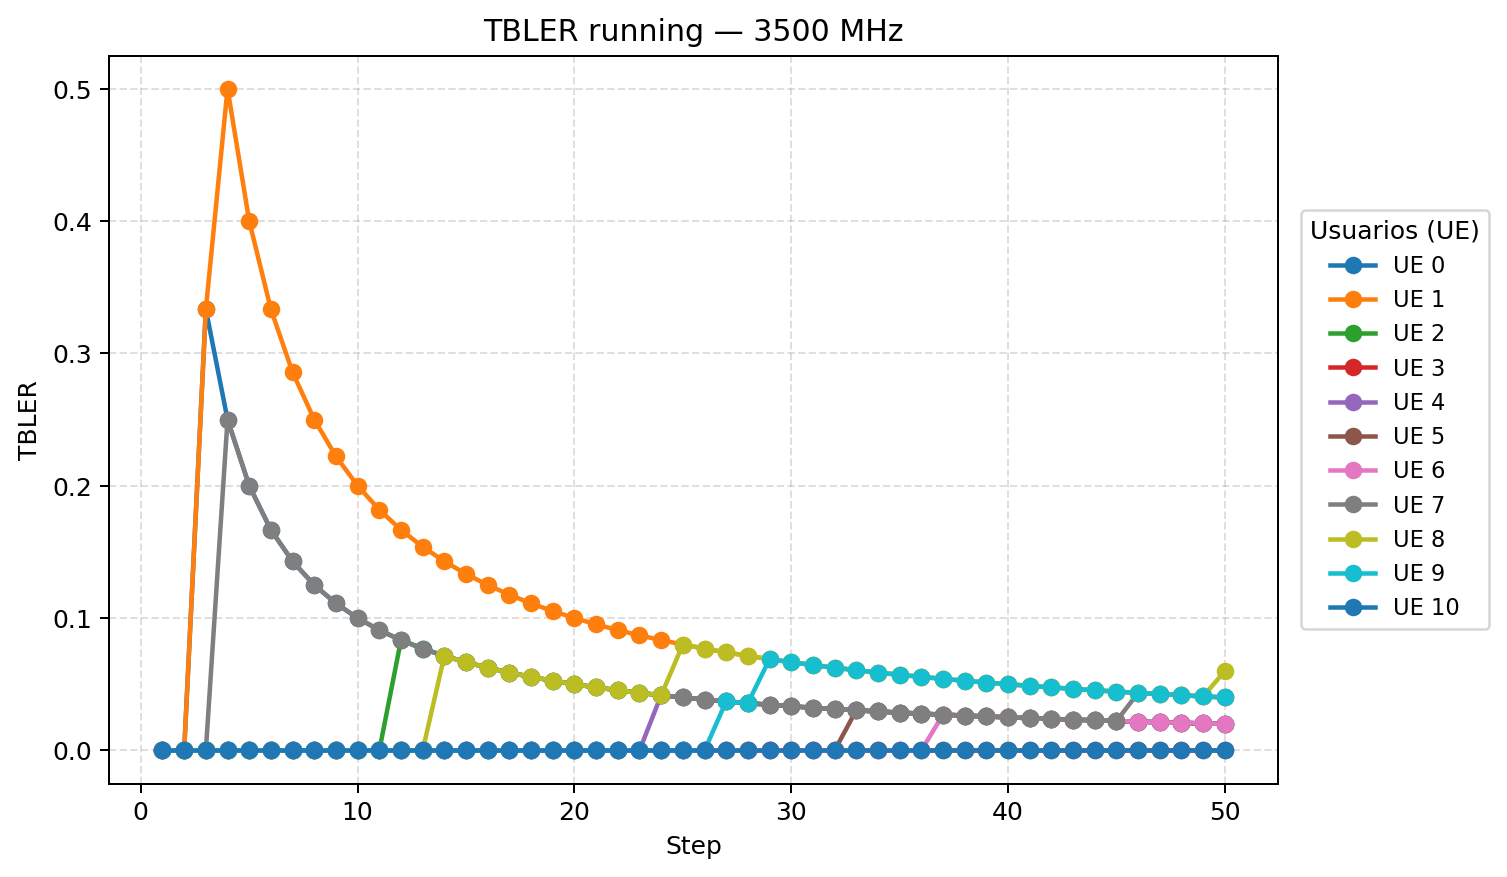 TBLER running — 3500 MHz
TBLER
0.5
0.4
0.3
0.2
0.1
0.0
0 10 20 30 40 50
Step
Usuarios (UE)
UE 0
UE 1
UE 2
UE 3
UE 4
UE 5
UE 6
UE 7
UE 8
UE 9
UE 10